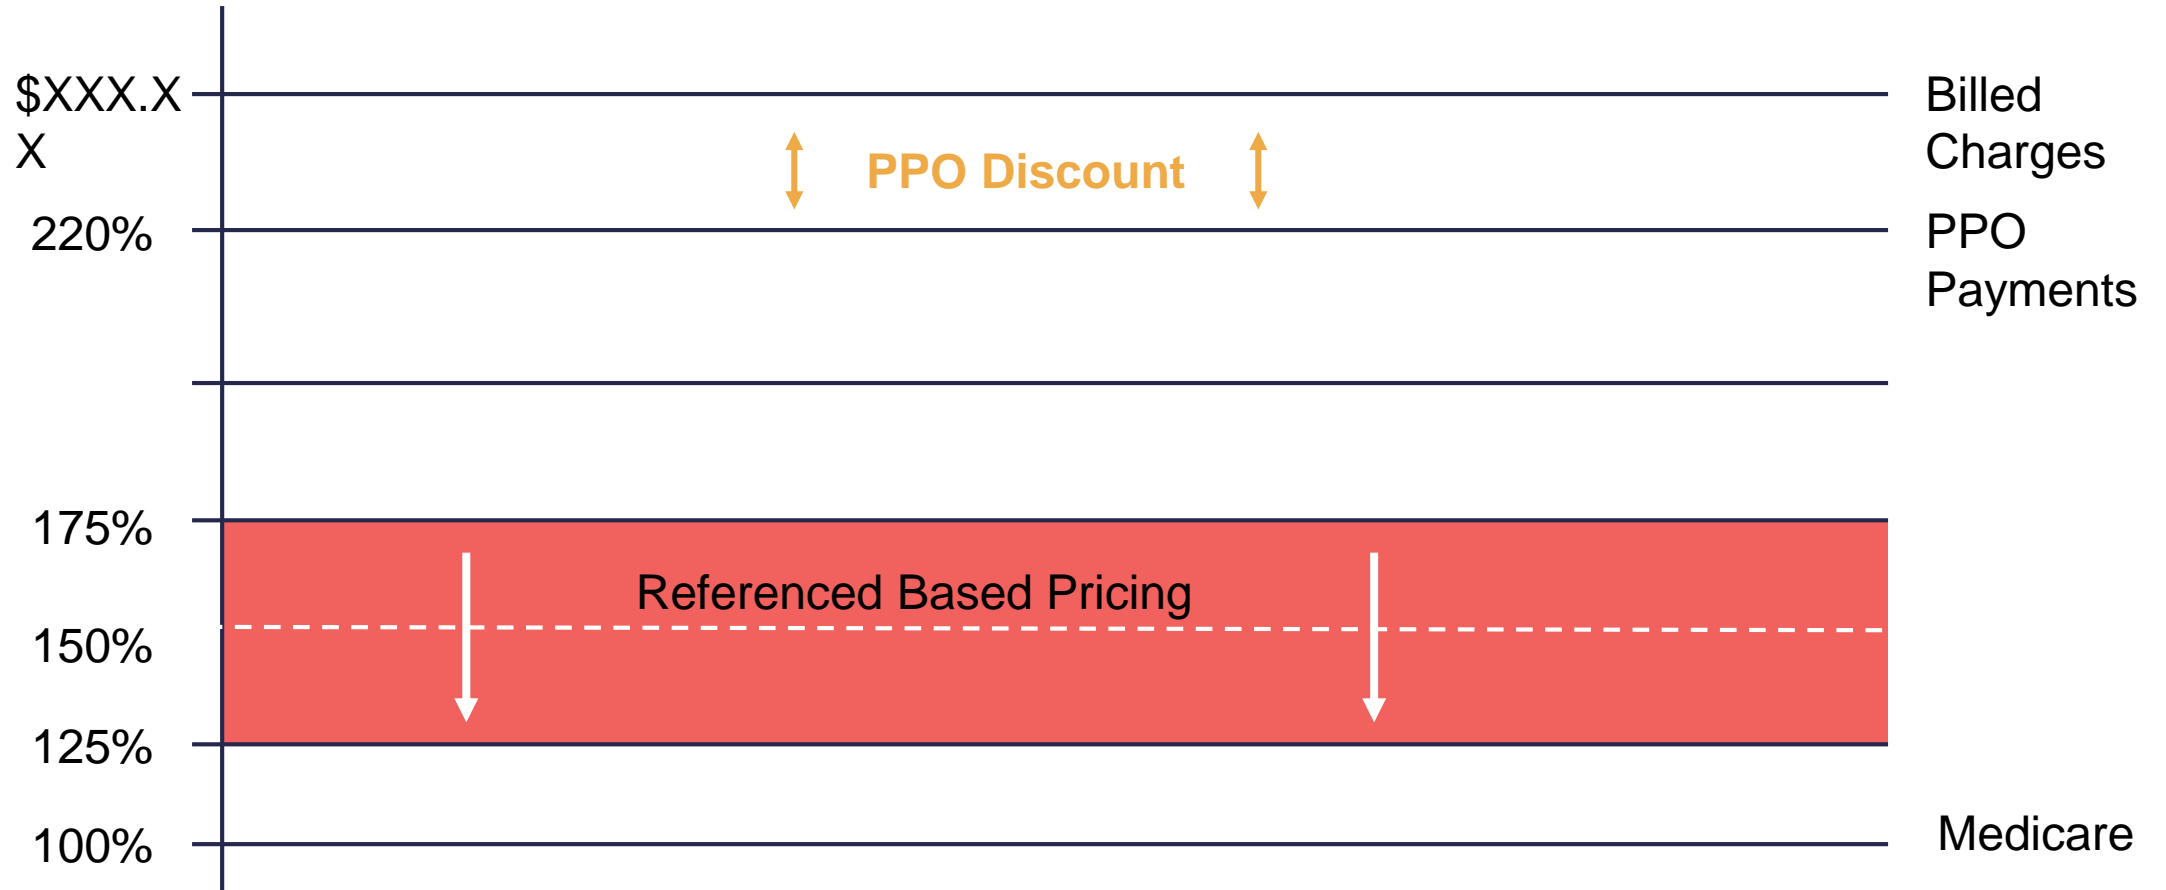 $XXX.X
X
Billed
Charges
PPO Discount
220%
PPO
Payments
175%
Referenced Based Pricing
150%
125%
100%
Medicare